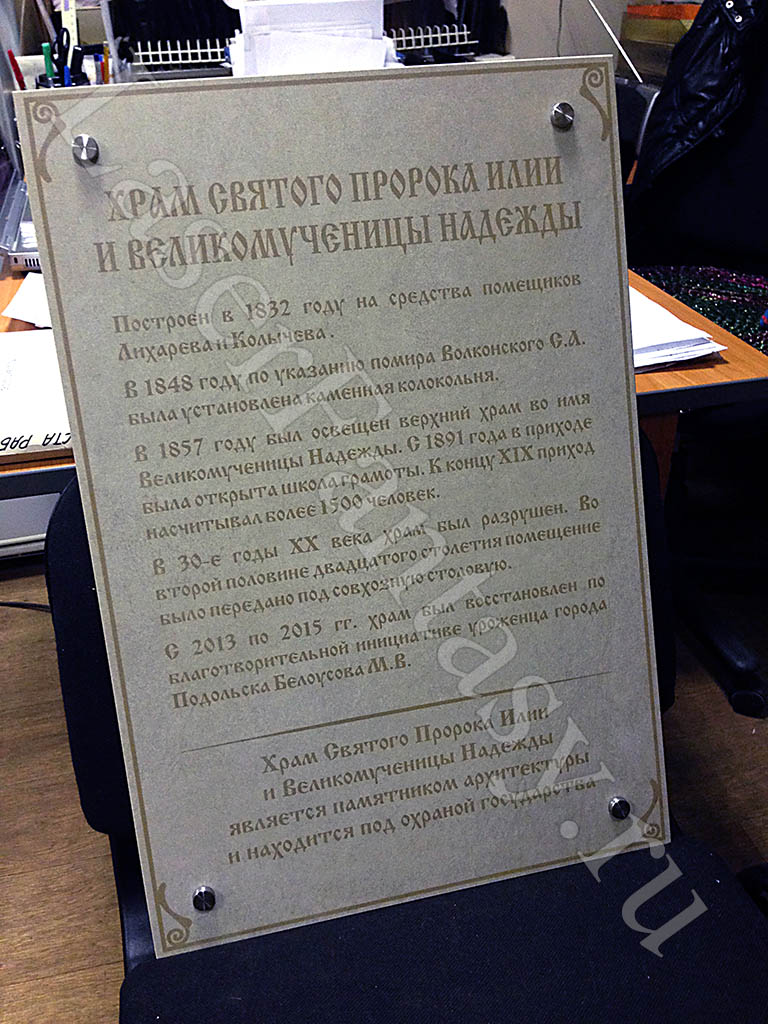 ХРАМ СВЯТОГО ПРОРОКА ИЛИИ
И ВЕЛИКОМУЧЕНИЦЫ НАДЕЖДЫ
Построен в 1832 году на средства помещиков
Лихарева и Колычева .
В 1848 году по указанию помира Волконского С.А.
была установлена каменная колокольня.
В 1857 году был освещен верхний храм во имя
Великомученицы Надежды. С 1891 года в приходе
была открыта школа грамоты. К концу XIX приход
насчитывал более 1500 человек.
В 30-е годы XX века храм был разрушен. Во
второй половине двадцатого столетия помещение
было передано под совхозную столовую.
С 2013 по 2015 гг. храм был восстановлен по
благотворительной инициативе уроженца города
Подольска Белоусова М.В.
Храм Святого Пророка Илии
и Великомученицы Надежды
является памятником архитектуры
и находится под охраной государства
LaserFantasy.ru